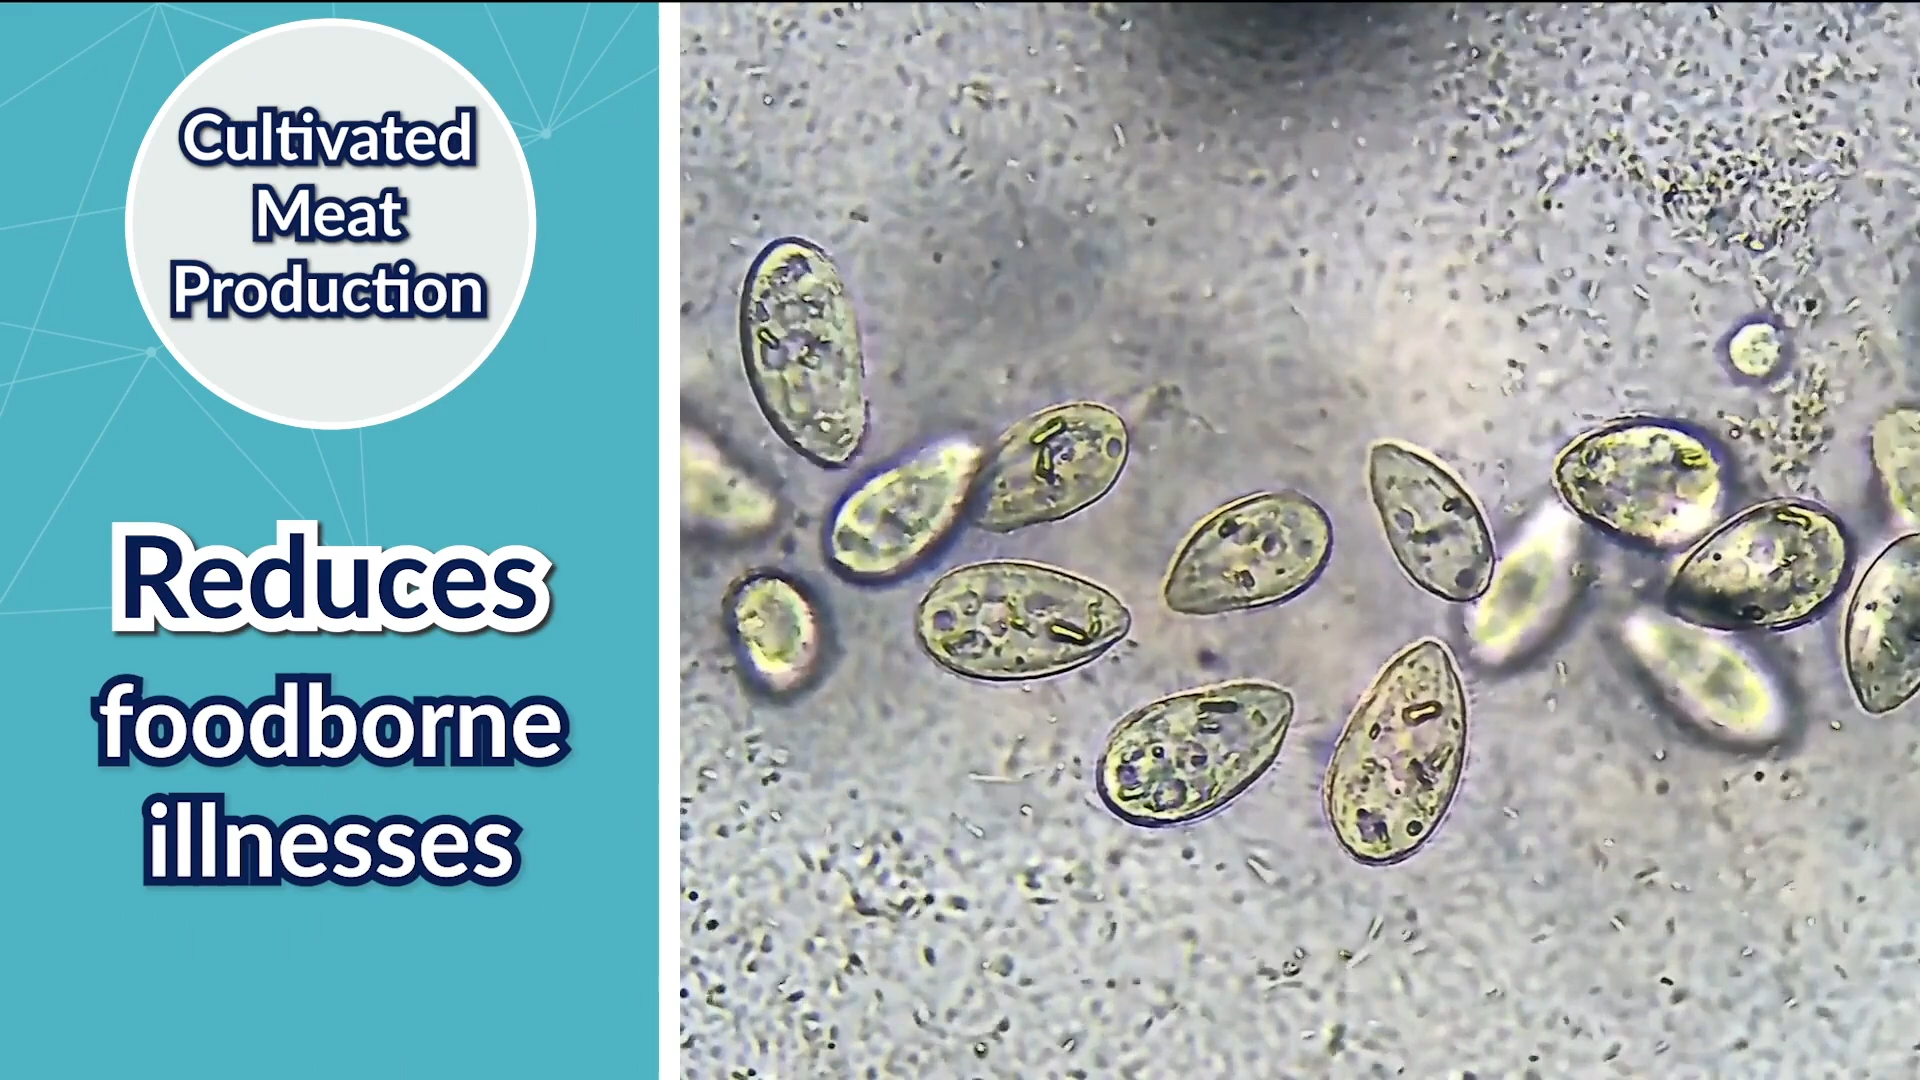 Cultivated
Meat
Production
Reduces
foodborne
illnesses